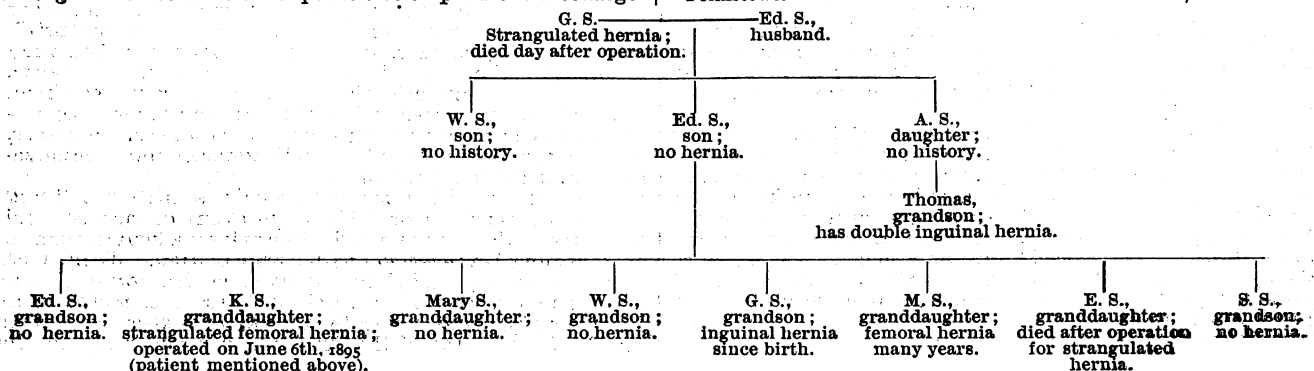 G. S.
Strangulated hernia;
died day after operation.
Ed. S.,
husband.
W. S.,
son;
no history.
Ed. S.,
son;
no hernia.
A. S.,
daughter;
no history.
Thomas,
grandson;
has double inguinal hernia.
Ed. S.,
grandson;
no hernia.
K. S.,
granddaughter;
strangulated femoral hernia;
operated on June 6th, 1895
(patient mentioned above).
Mary S.,
granddaughter;
no hernia.
W. S.,
grandson;
no hernia.
G. S.,
grandson;
inguinal hernia
since birth.
M. S.,
granddaughter;
femoral hernia
many years.
E. S.,
granddaughter;
died after operation
for strangulated
hernia.
S. S.,
grandson;
no hernia.